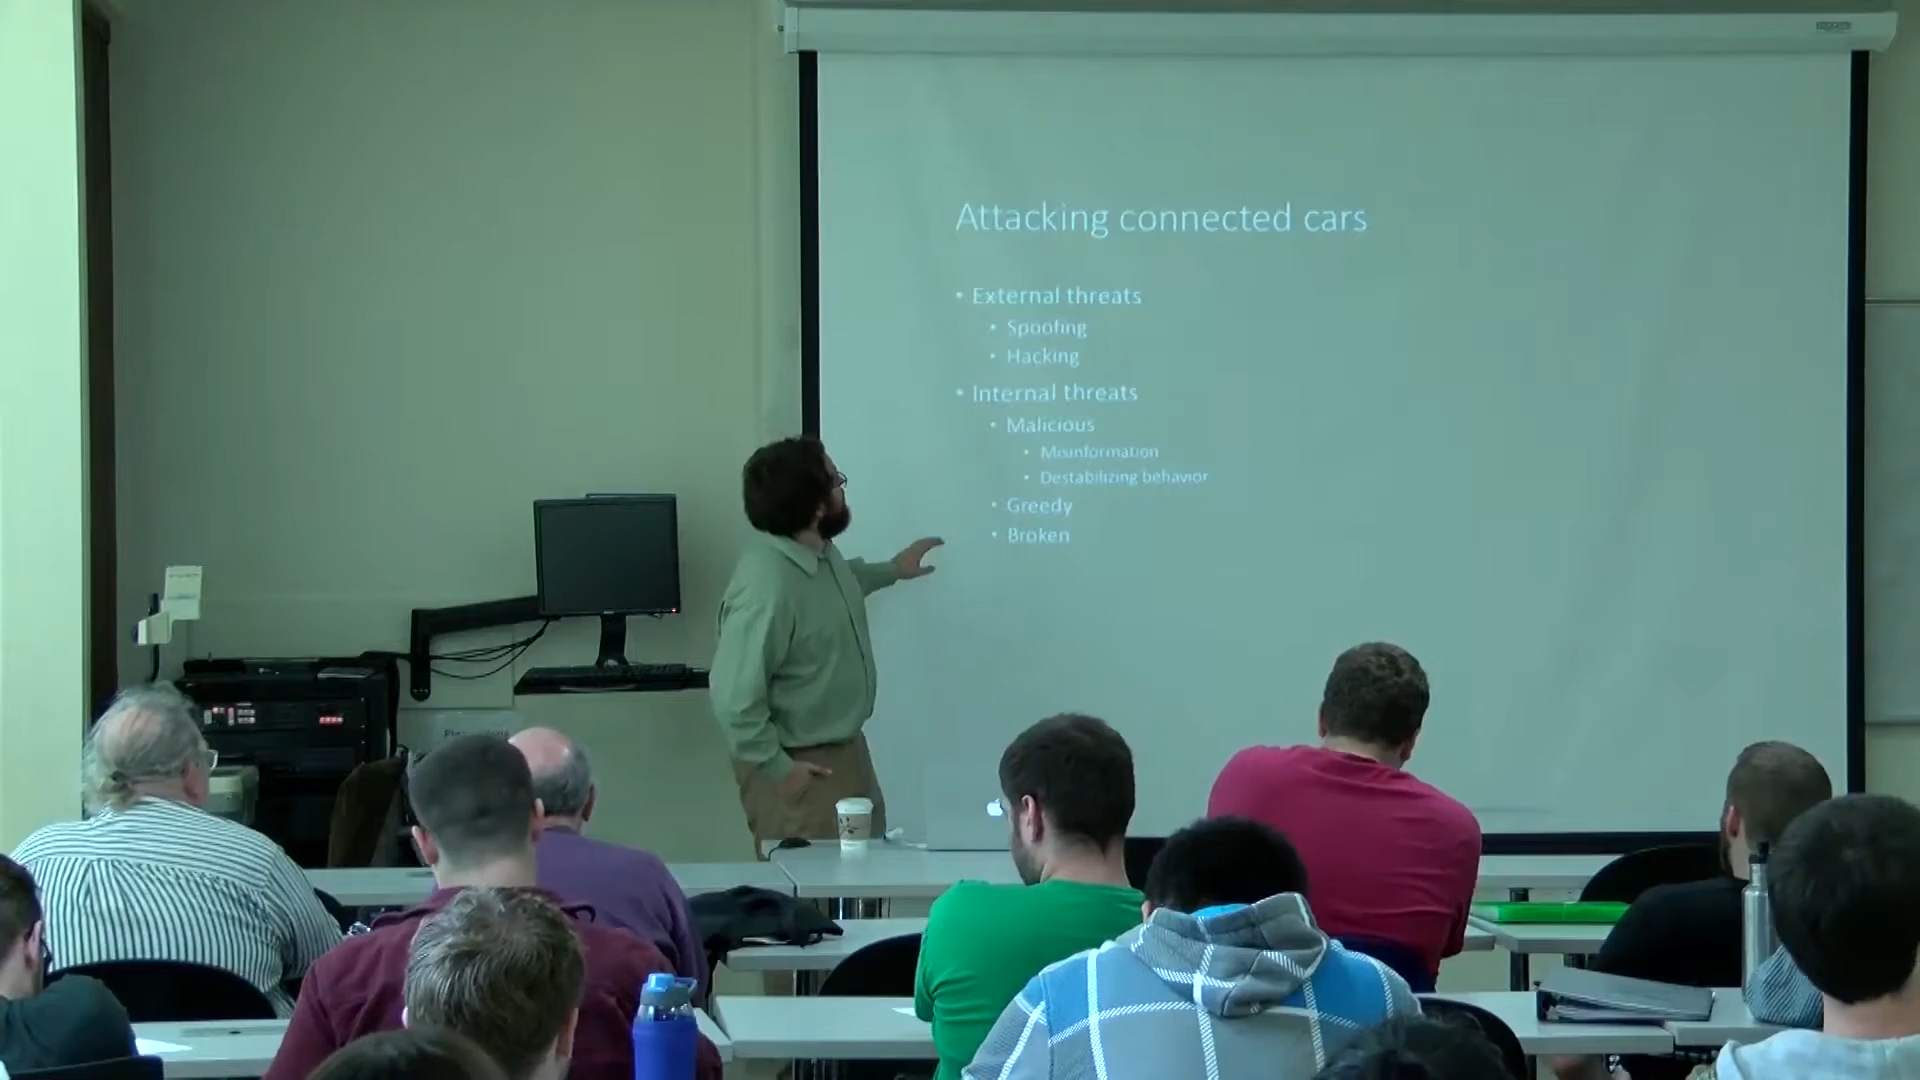 Attacking connected cars
• External threats
• Spoofing
• Hacking
• Internal threats
• Malicious
• Misinformation
• Destabilizing behavior
• Greedy
• Broken